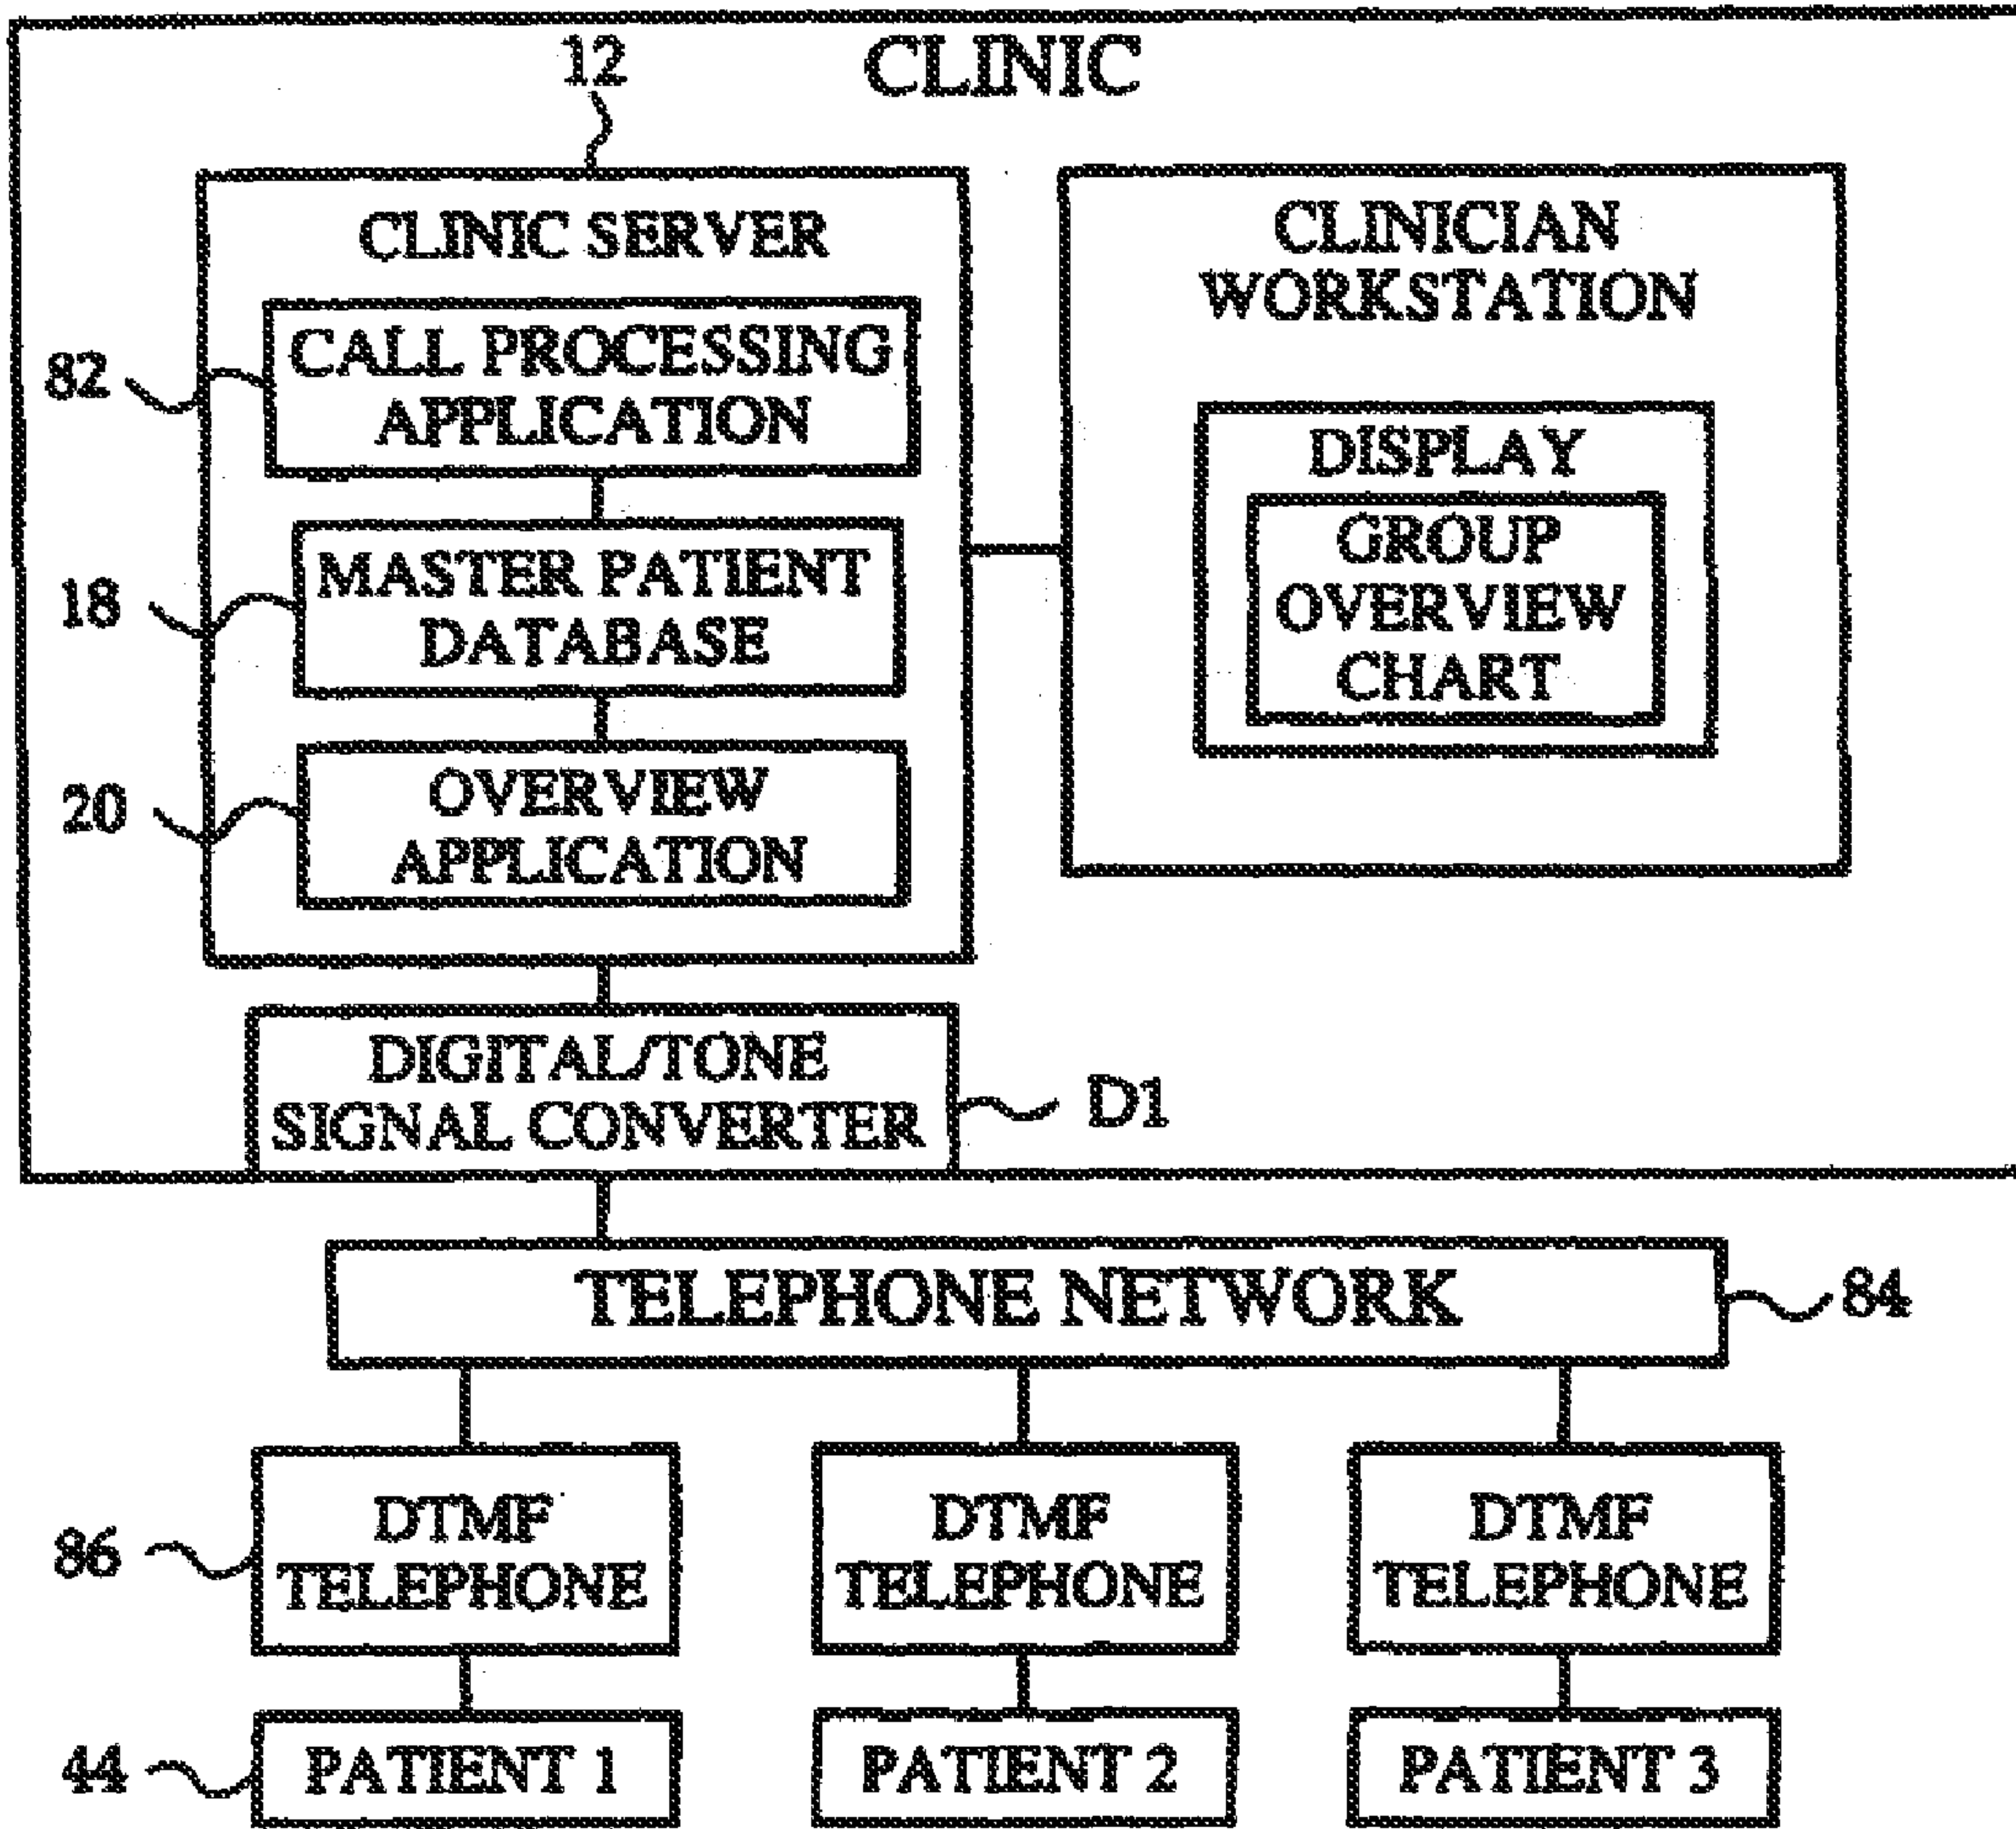 CLINIC
12
CLINIC SERVER
82
CALL PROCESSING
APPLICATION
18
MASTER PATIENT
DATABASE
20
OVERVIEW
APPLICATION
CLINICIAN
WORKSTATION
DISPLAY
GROUP
OVERVIEW
CHART
DIGITAL/TONE
SIGNAL CONVERTER
D1
TELEPHONE NETWORK
84
86
DTMF
TELEPHONE
DTMF
TELEPHONE
DTMF
TELEPHONE
44
PATIENT 1
PATIENT 2
PATIENT 3